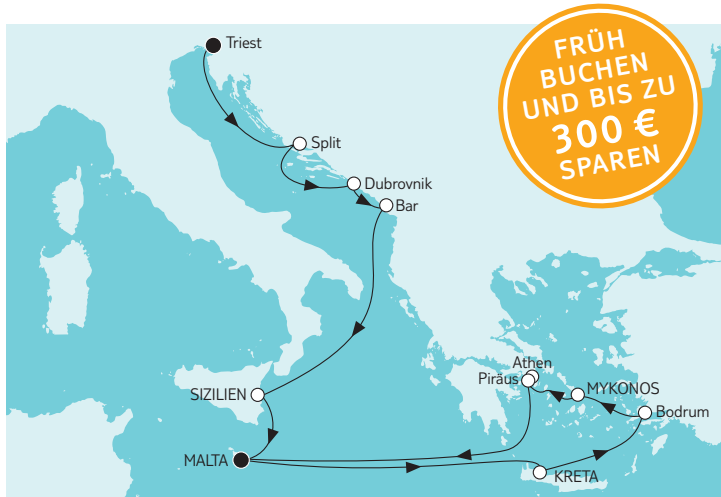 Triest
FRÜH
BUCHEN
UND BIS ZU
300 €
SPAREN
Split
Dubrovnik
Bar
Athen
Piräus
MYKONOS
SIZILIEN
Bodrum
MALTA
KRETA